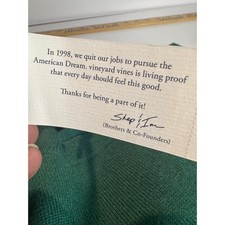 In 1998, we quit our jobs to pursue the
American Dream. vineyard vines is living proof
that every day should feel this good.
Thanks for being a part of it!
Shep & Ian
(Brothers & Co-Founders)